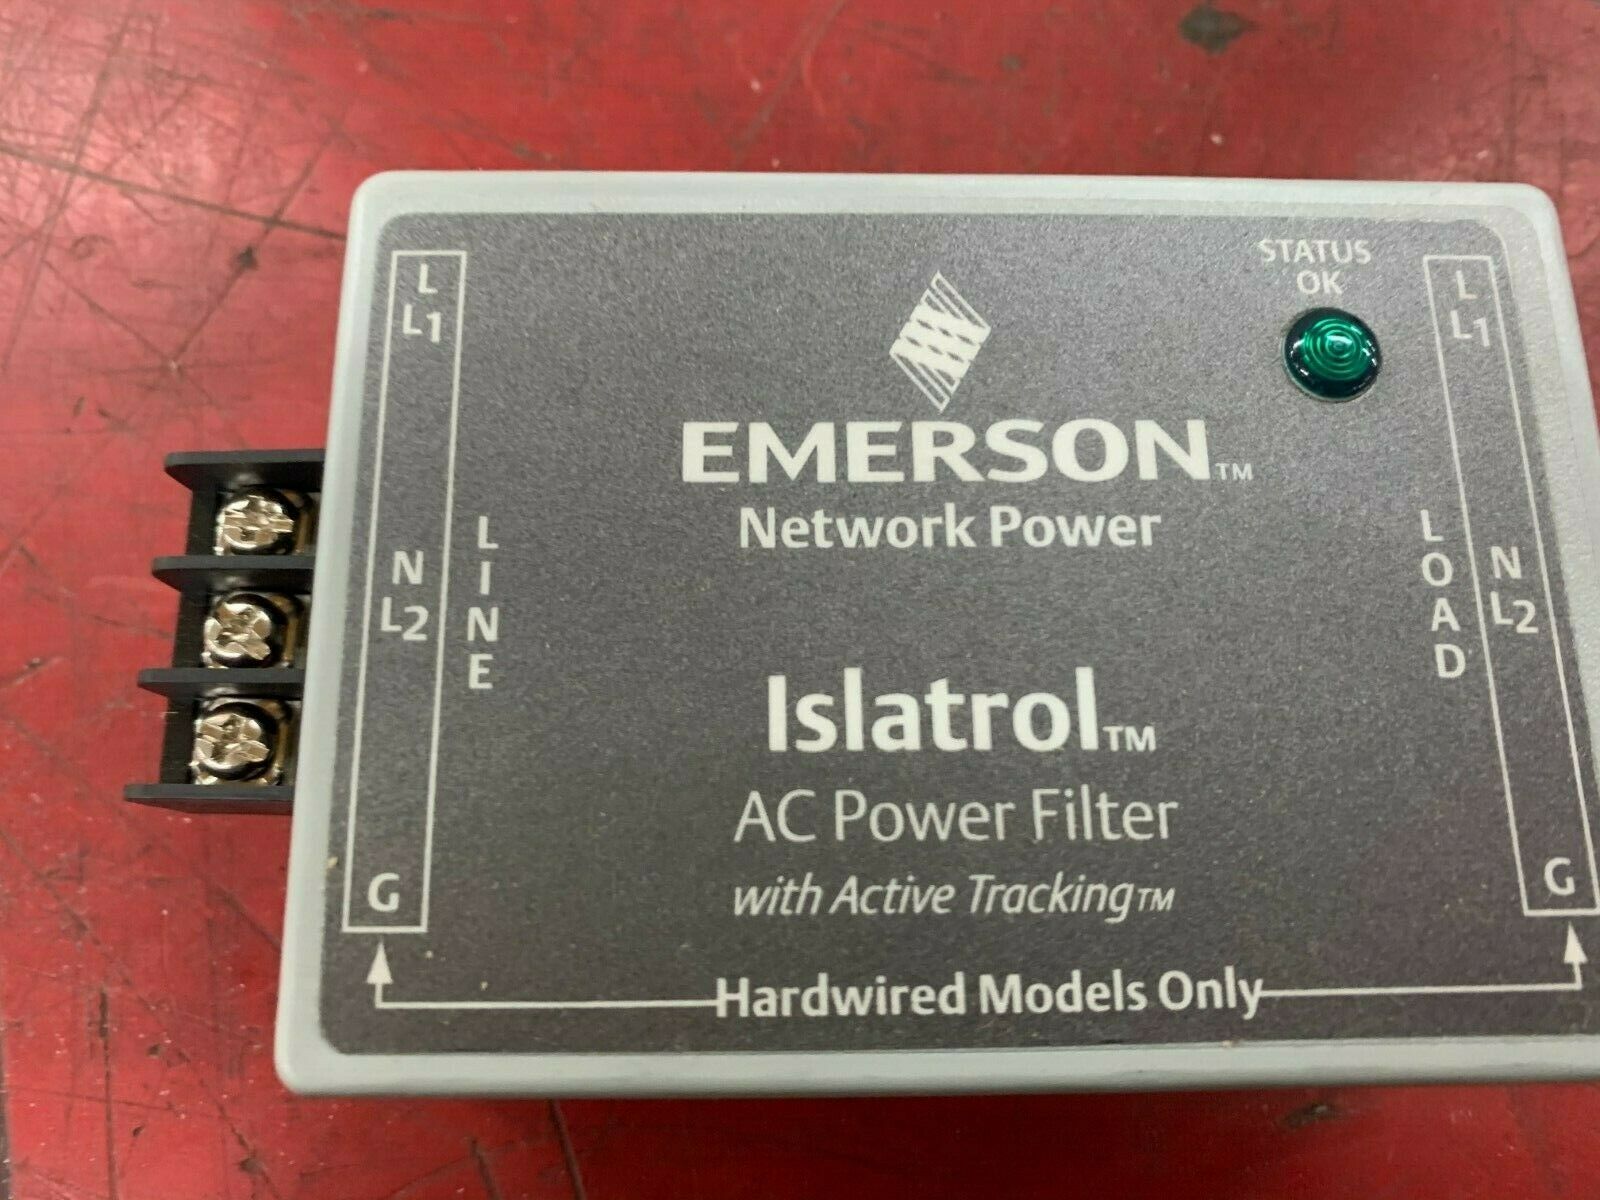 STATUS
OK
L
L1
N
L2
G
LINE
EMERSON™
Network Power
Islatrol™
AC Power Filter
with Active Tracking™
Hardwired Models Only
LOAD
L
L1
N
L2
G